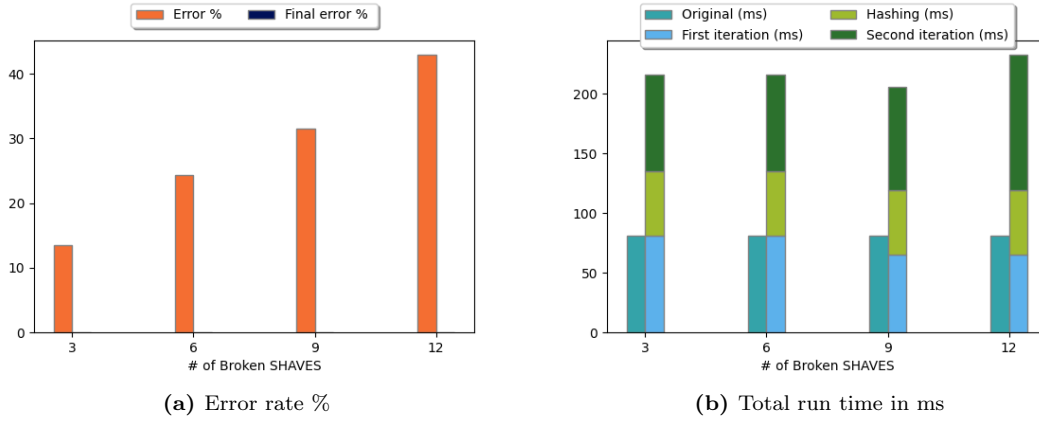 Error %
Final error %
40
30
20
10
0
3
6
9
12
# of Broken SHAVES
(a) Error rate %
Original (ms)
Hashing (ms)
First iteration (ms)
Second iteration (ms)
200
150
100
50
0
3
6
9
12
# of Broken SHAVES
(b) Total run time in ms